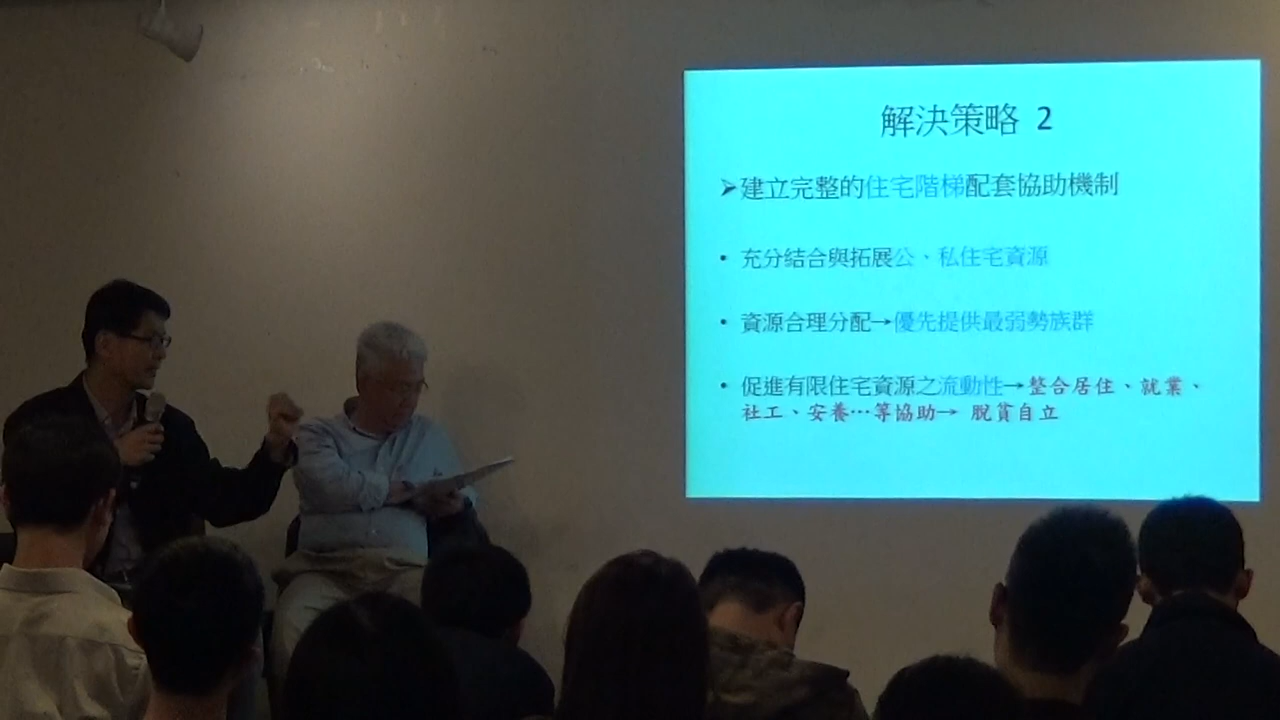 解決策略 2
➢建立完整的住宅階梯配套協助機制
• 充分結合與拓展公、私住宅資源
• 資源合理分配→優先提供最弱勢族群
• 促進有限住宅資源之流動性→整合居住、就業、
社工、安養…等協助→ 脫貧自立